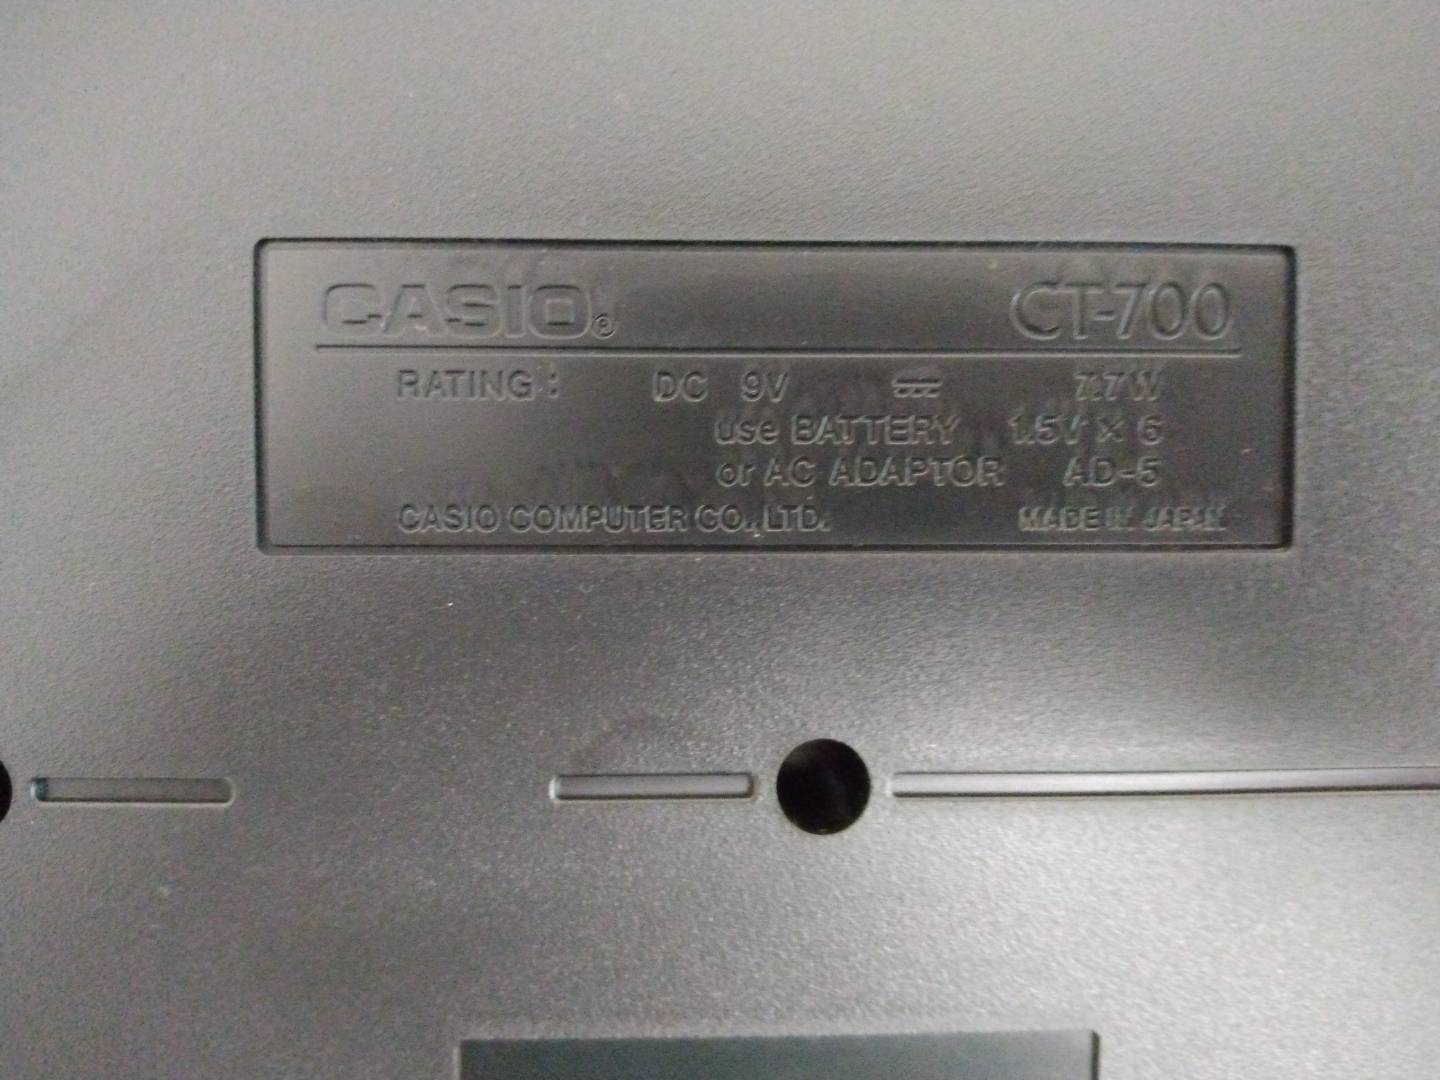 CASIO® CT-700
RATING: DC 9V ⎓ 7.7W
use BATTERY 1.5V × 6
or AC ADAPTOR AD-5
CASIO COMPUTER CO., LTD. MADE IN JAPAN